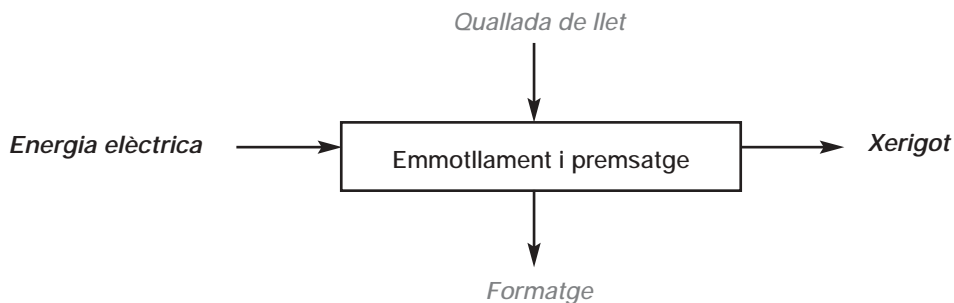 Quallada de llet
Energia elèctrica
Emmotllament i premsatge
Xerigot
Formatge